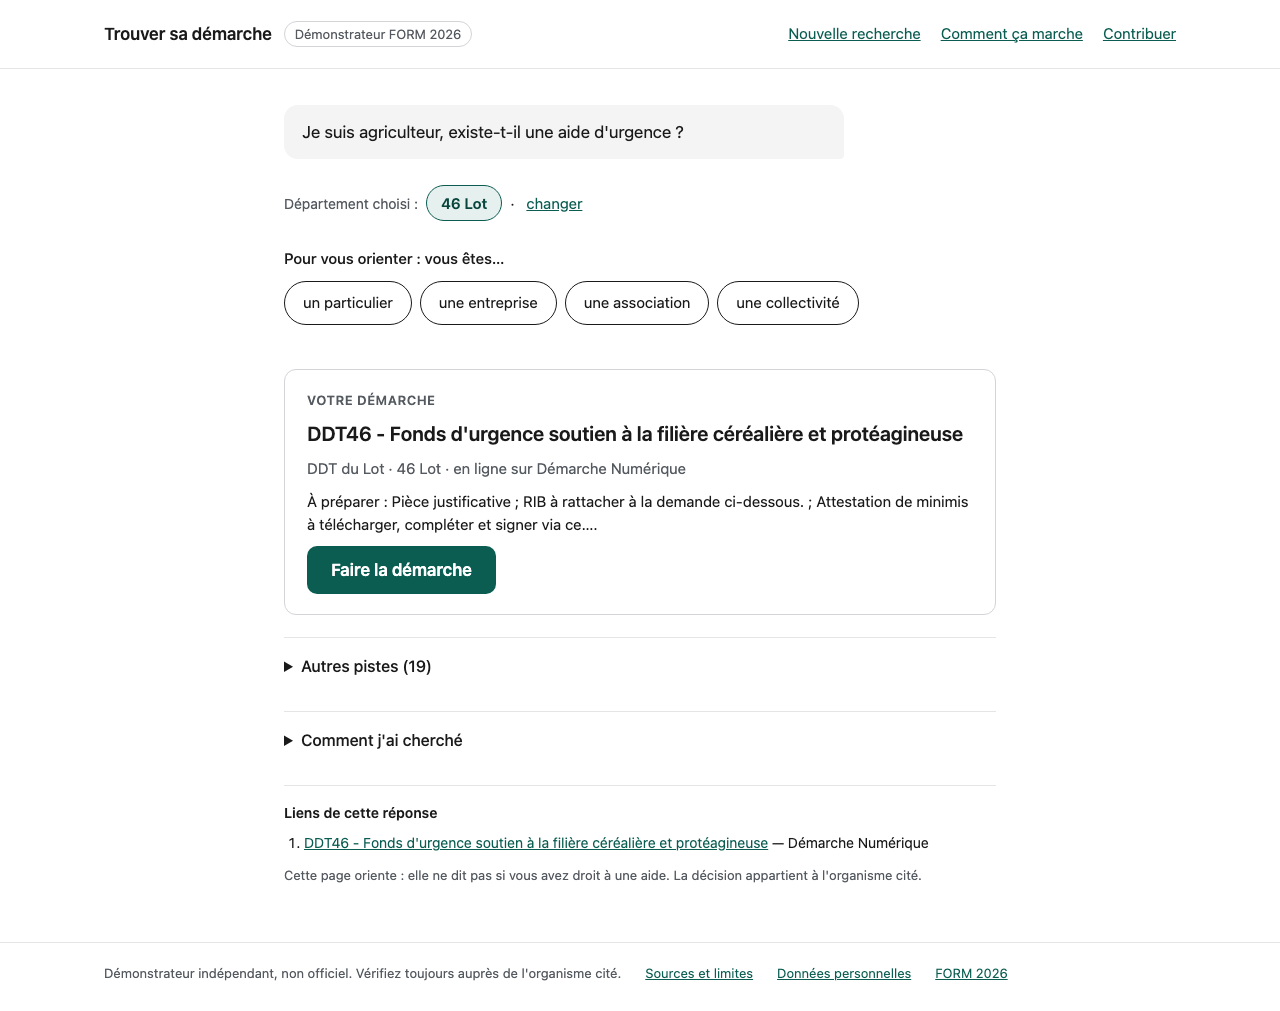 Trouver sa démarche
Démonstrateur FORM 2026
Nouvelle recherche
Comment ça marche
Contribuer
Je suis agriculteur, existe-t-il une aide d'urgence ?
Département choisi : 46 Lot · changer
Pour vous orienter : vous êtes...
un particulier
une entreprise
une association
une collectivité
VOTRE DÉMARCHE
DDT46 - Fonds d'urgence soutien à la filière céréalière et protéagineuse
DDT du Lot · 46 Lot · en ligne sur Démarche Numérique
À préparer : Pièce justificative ; RIB à rattacher à la demande ci-dessous. ; Attestation de minimis
à télécharger, compléter et signer via ce....
Faire la démarche
Autres pistes (19)
Comment j'ai cherché
Liens de cette réponse
1. DDT46 - Fonds d'urgence soutien à la filière céréalière et protéagineuse — Démarche Numérique
Cette page oriente : elle ne dit pas si vous avez droit à une aide. La décision appartient à l'organisme cité.
Démonstrateur indépendant, non officiel. Vérifiez toujours auprès de l'organisme cité.
Sources et limites
Données personnelles
FORM 2026